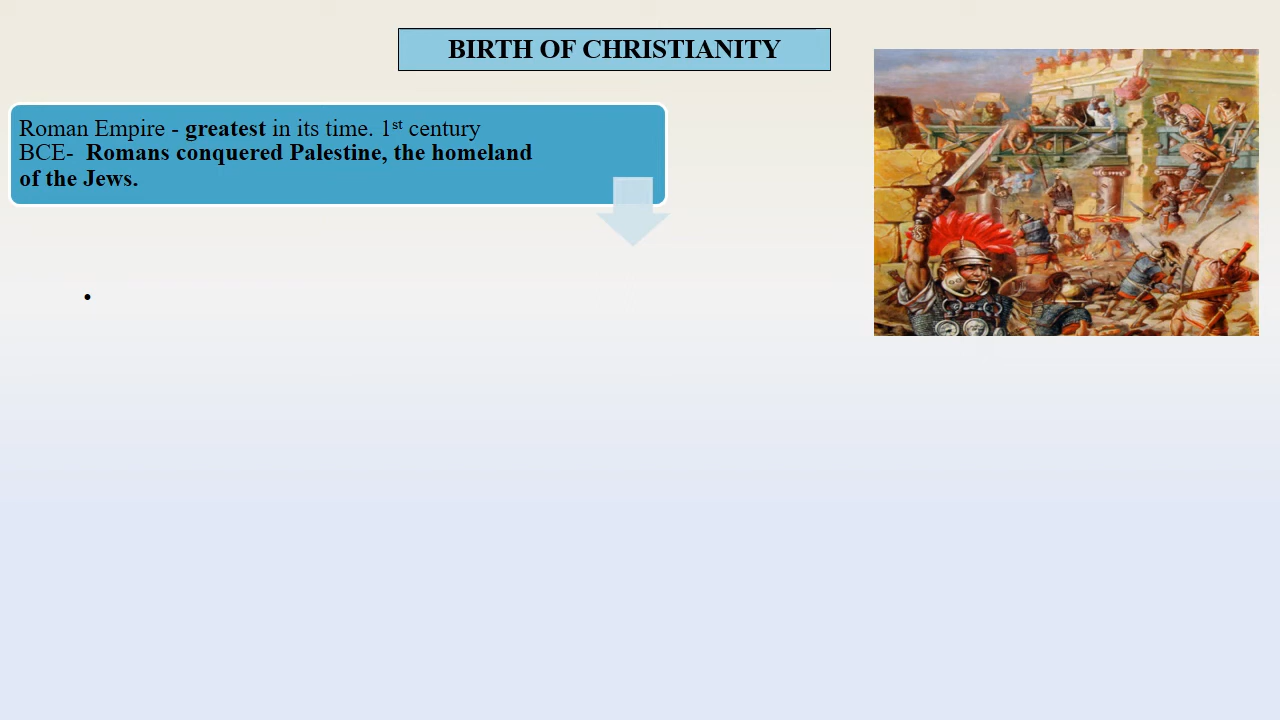 BIRTH OF CHRISTIANITY
Roman Empire - greatest in its time. 1st century
BCE- Romans conquered Palestine, the homeland
of the Jews.
•